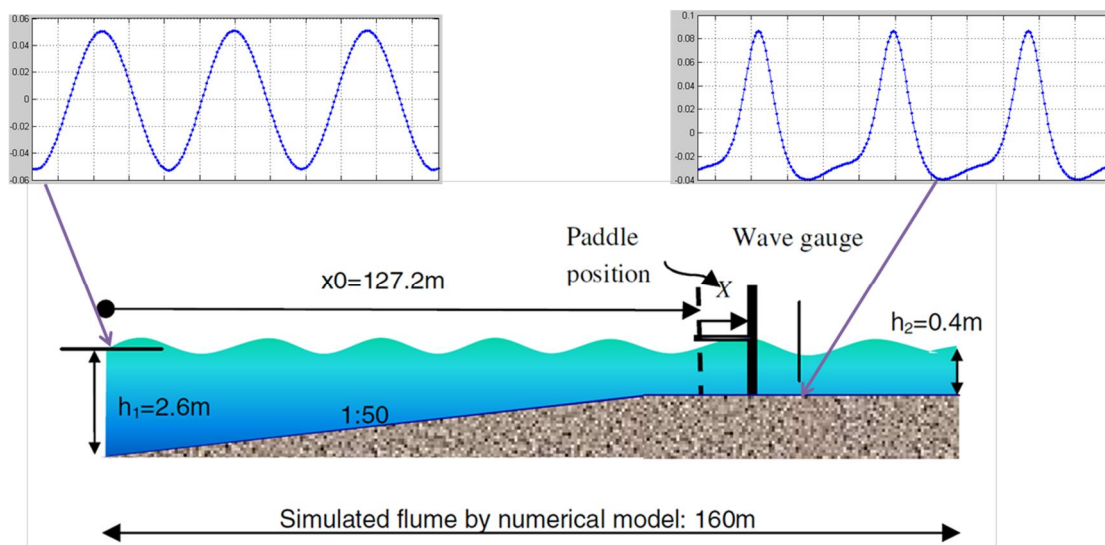 0.06
0.04
0.02
0
-0.02
-0.04
-0.06
0.1
0.08
0.06
0.04
0.02
0
-0.02
-0.04
Paddle
position
Wave gauge
x0=127.2m
X
h₂=0.4m
h₁=2.6m
1:50
Simulated flume by numerical model: 160m